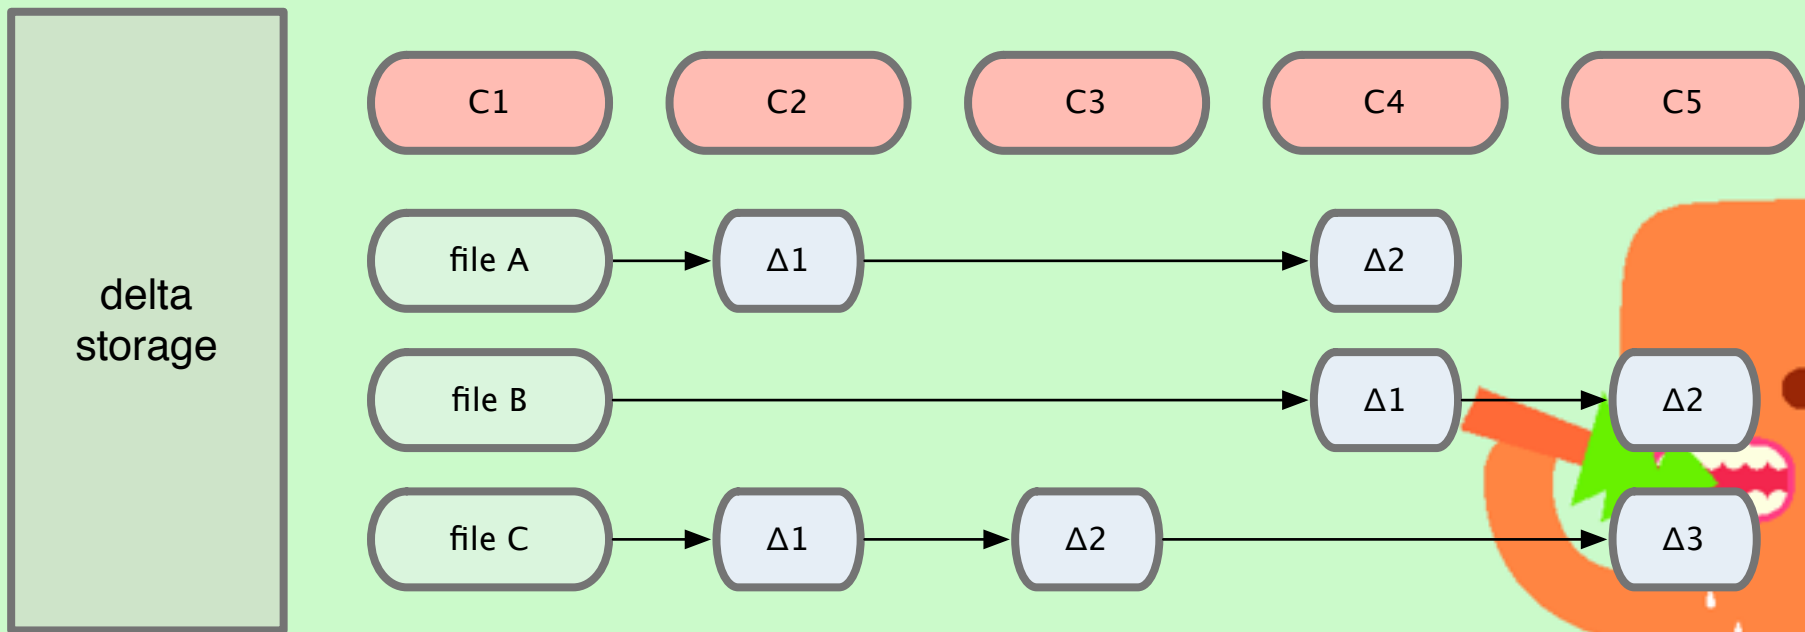 delta
storage
C1 C2 C3 C4 C5
file A Δ1 Δ2
file B Δ1 Δ2
file C Δ1 Δ2 Δ3